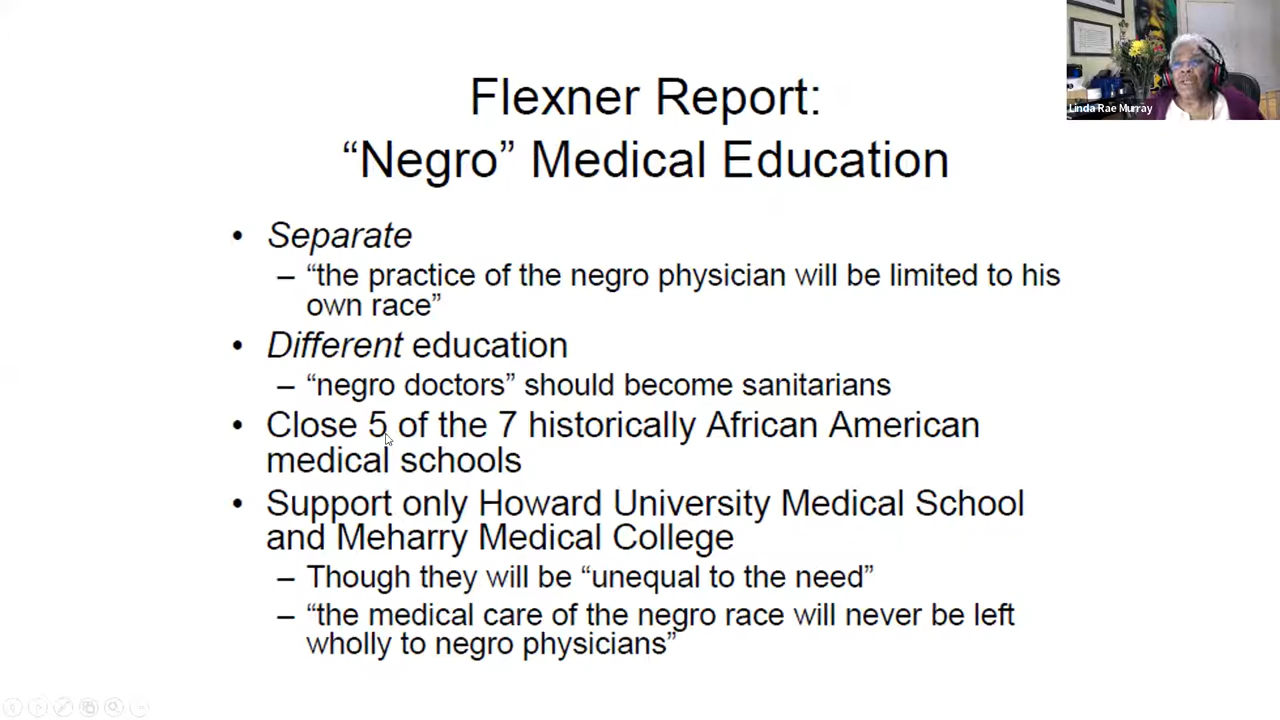 Flexner Report:
“Negro” Medical Education
• Separate
– “the practice of the negro physician will be limited to his
own race”
• Different education
– “negro doctors” should become sanitarians
• Close 5 of the 7 historically African American
medical schools
• Support only Howard University Medical School
and Meharry Medical College
– Though they will be “unequal to the need”
– “the medical care of the negro race will never be left
wholly to negro physicians”
Linda Rae Murray